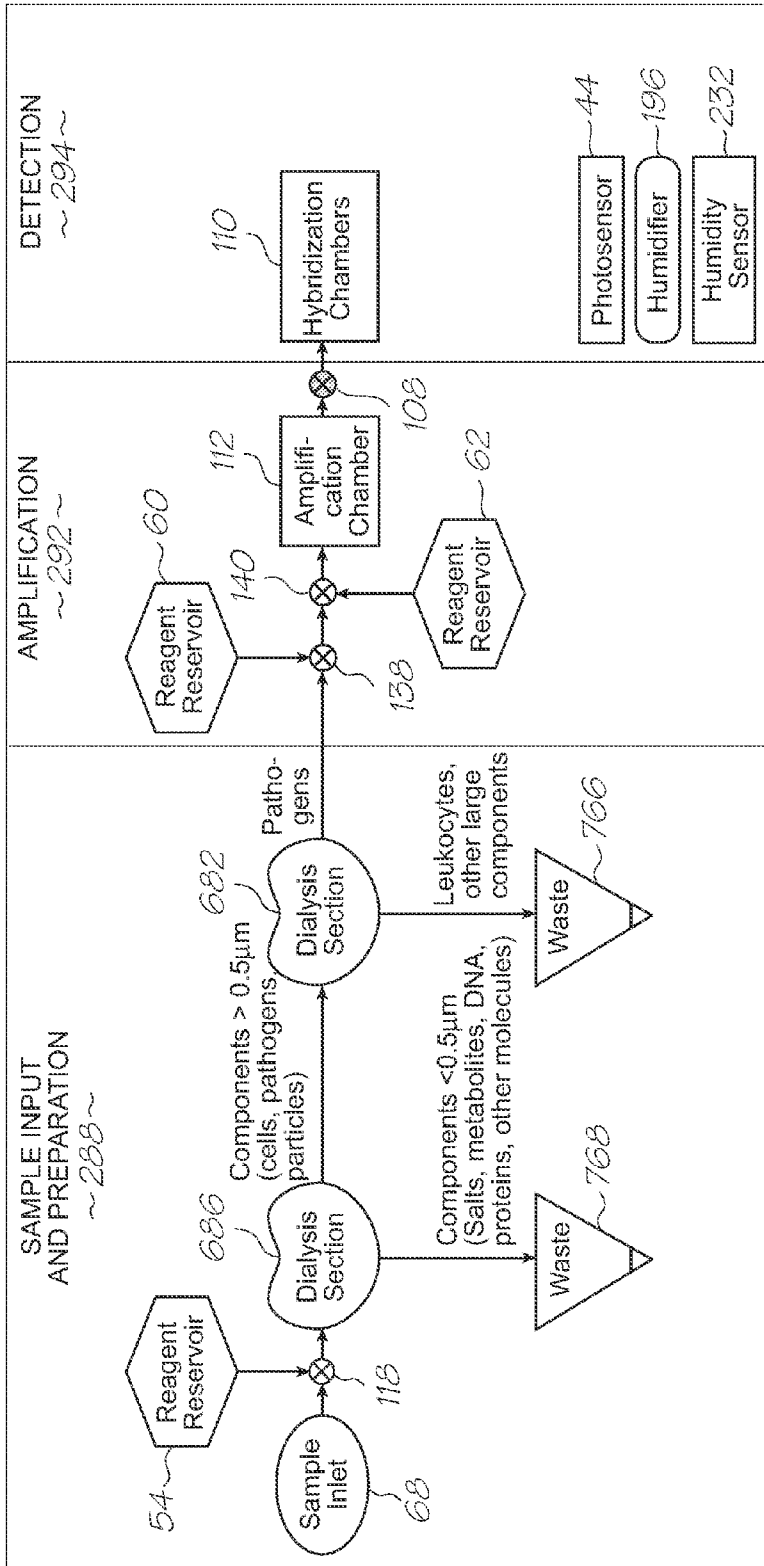 SAMPLE INPUT
AND PREPARATION
~288~
54
Reagent
Reservoir
Sample
Inlet
68
118
686
Dialysis
Section
Components > 0.5µm
(cells, pathogens
particles)
Components <0.5µm
(Salts, metabolites, DNA,
proteins, other molecules)
Waste
768
682
Dialysis
Section
Patho-
gens
Leukocytes,
other large
components
Waste
766
AMPLIFICATION
~292~
60
Reagent
Reservoir
138
140
Reagent
Reservoir
62
112
Amplifi-
cation
Chamber
108
DETECTION
~294~
110
Hybridization
Chambers
Photosensor
44
Humidifier
196
Humidity
Sensor
232